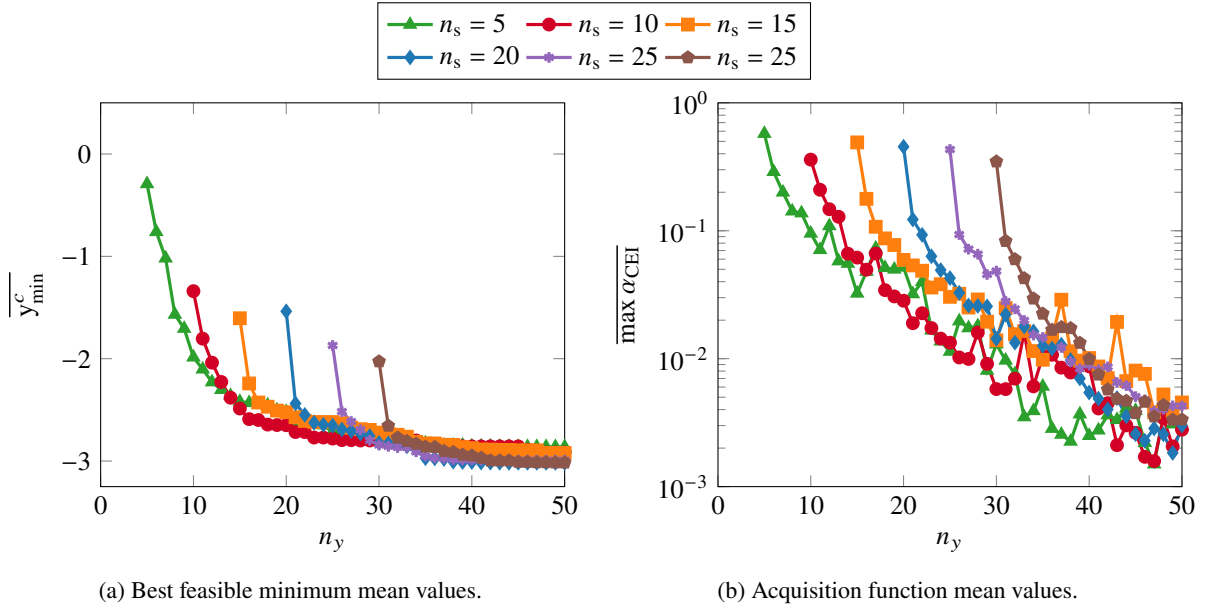 n_s = 5 n_s = 10 n_s = 15
n_s = 20 n_s = 25 n_s = 25
0
−1
−2
−3
0 10 20 30 40 50
n_y
y^c_min
(a) Best feasible minimum mean values.
10^0
10^−1
10^−2
10^−3
0 10 20 30 40 50
n_y
max α_CEI
(b) Acquisition function mean values.